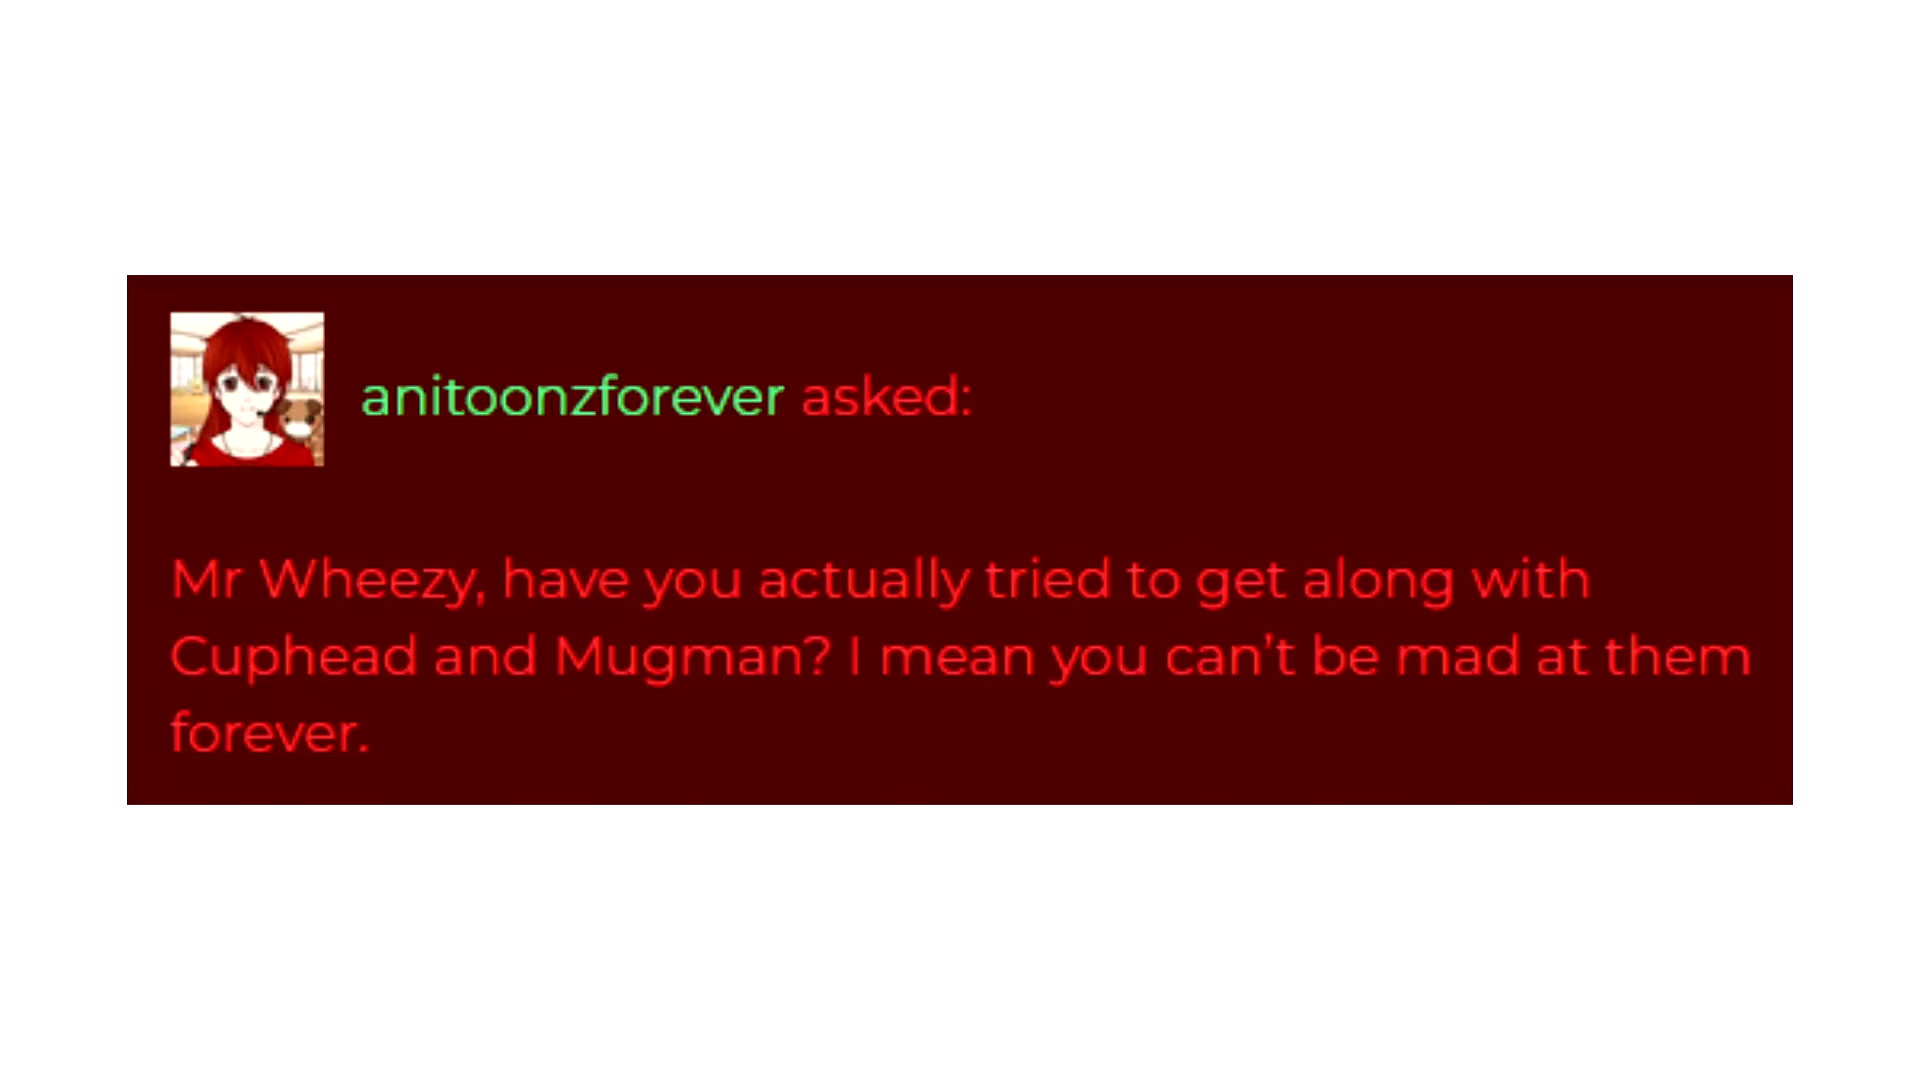 anitoonzforever asked:
Mr Wheezy, have you actually tried to get along with
Cuphead and Mugman? I mean you can’t be mad at them
forever.